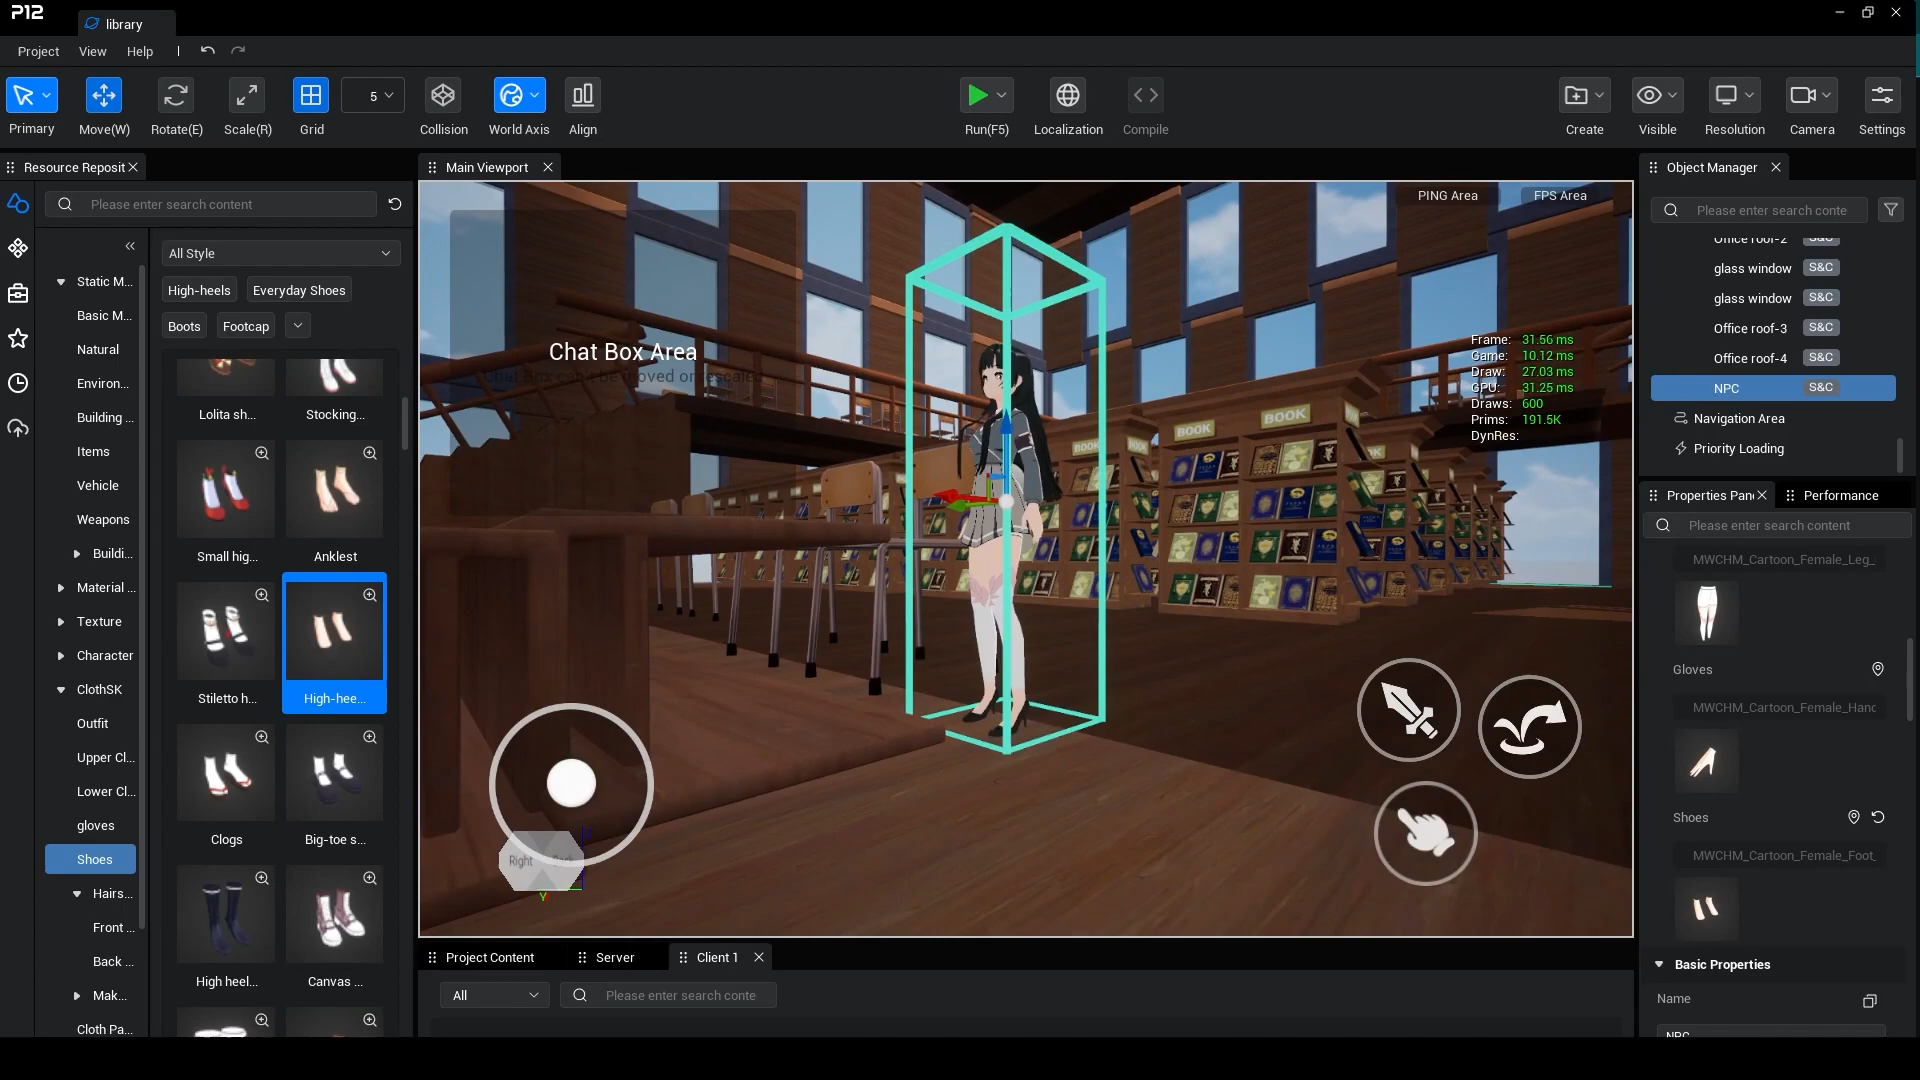 P12
library
Project View Help
5
Primary Move(W) Rotate(E) Scale(R) Grid Collision World Axis Align Run(F5) Localization Compile Create Visible Resolution Camera Settings
Resource Reposit
Please enter search content
Static M...
Basic M...
Natural
Environ...
Building ...
Items
Vehicle
Weapons
Buildi...
Material ...
Texture
Character
ClothSK
Outfit
Upper Cl...
Lower Cl...
gloves
Shoes
Hairs...
Front ...
Back ...
Mak...
Cloth Pa...
All Style
High-heels Everyday Shoes
Boots Footcap
Lolita sh... Stocking...
Small hig... Anklest
Stiletto h... High-hee...
Clogs Big-toe s...
High heel... Canvas ...
Main Viewport
PING Area FPS Area
Chat Box Area
Frame: 31.56 ms
Game: 10.12 ms
Draw: 27.03 ms
GPU: 31.25 ms
Draws: 600
Prims: 191.5K
DynRes:
BOOK
BOOK
BOOK
BOOK
Right
Y
Project Content Server Client 1
All Please enter search conte
Object Manager
Please enter search conte
Office roof-2 S&C
glass window S&C
glass window S&C
Office roof-3 S&C
Office roof-4 S&C
NPC S&C
Navigation Area
Priority Loading
Properties Pan Performance
Please enter search content
MWCHM_Cartoon_Female_Leg_
Gloves
MWCHM_Cartoon_Female_Hand
Shoes
MWCHM_Cartoon_Female_Foot_
Basic Properties
Name
NPC